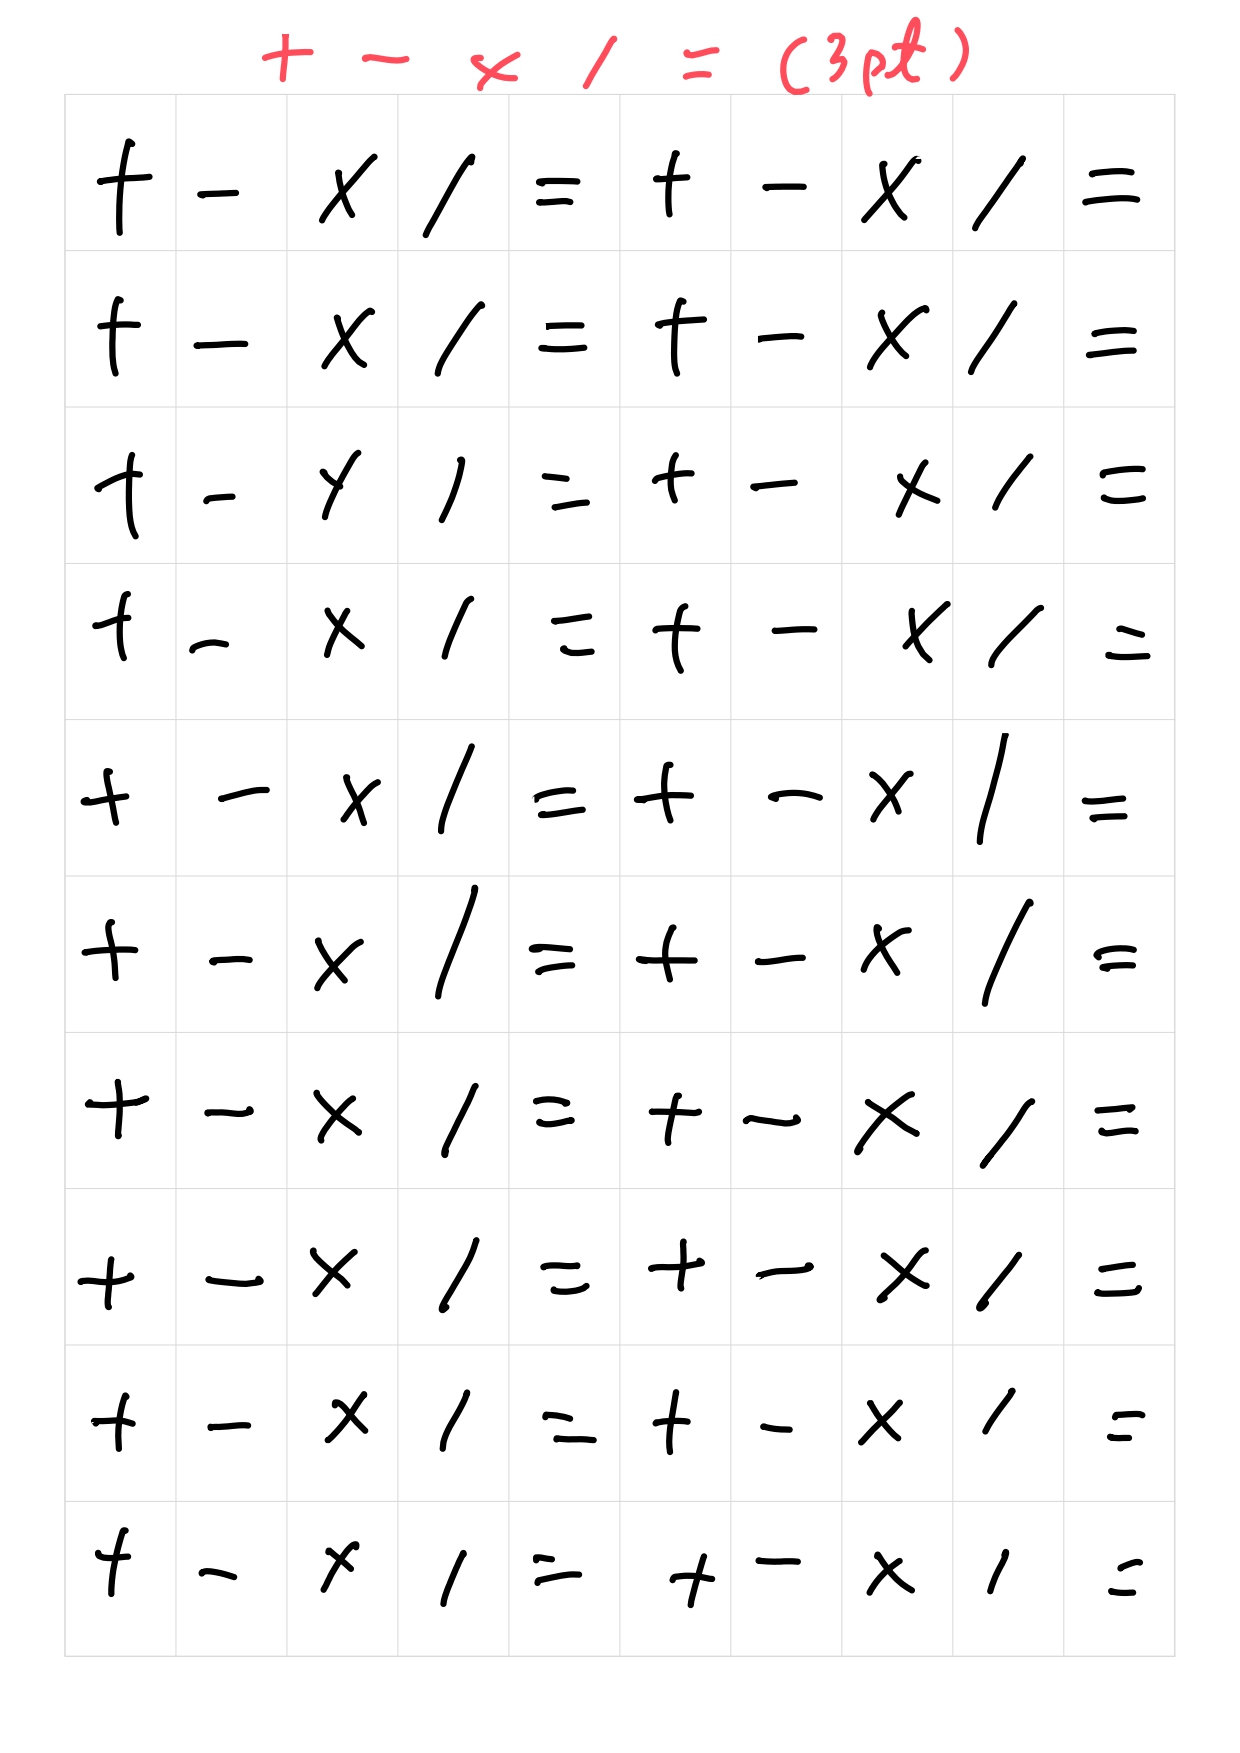 + - × / = (3pt)
+ - × / = + - × / =
+ - × / = + - × / =
+ - × / = + - × / =
+ - × / = + - × / =
+ - × / = + - × / =
+ - × / = + - × / =
+ - × / = + - × / =
+ - × / = + - × / =
+ - × / = + - × / =
+ - × / = + - × / =